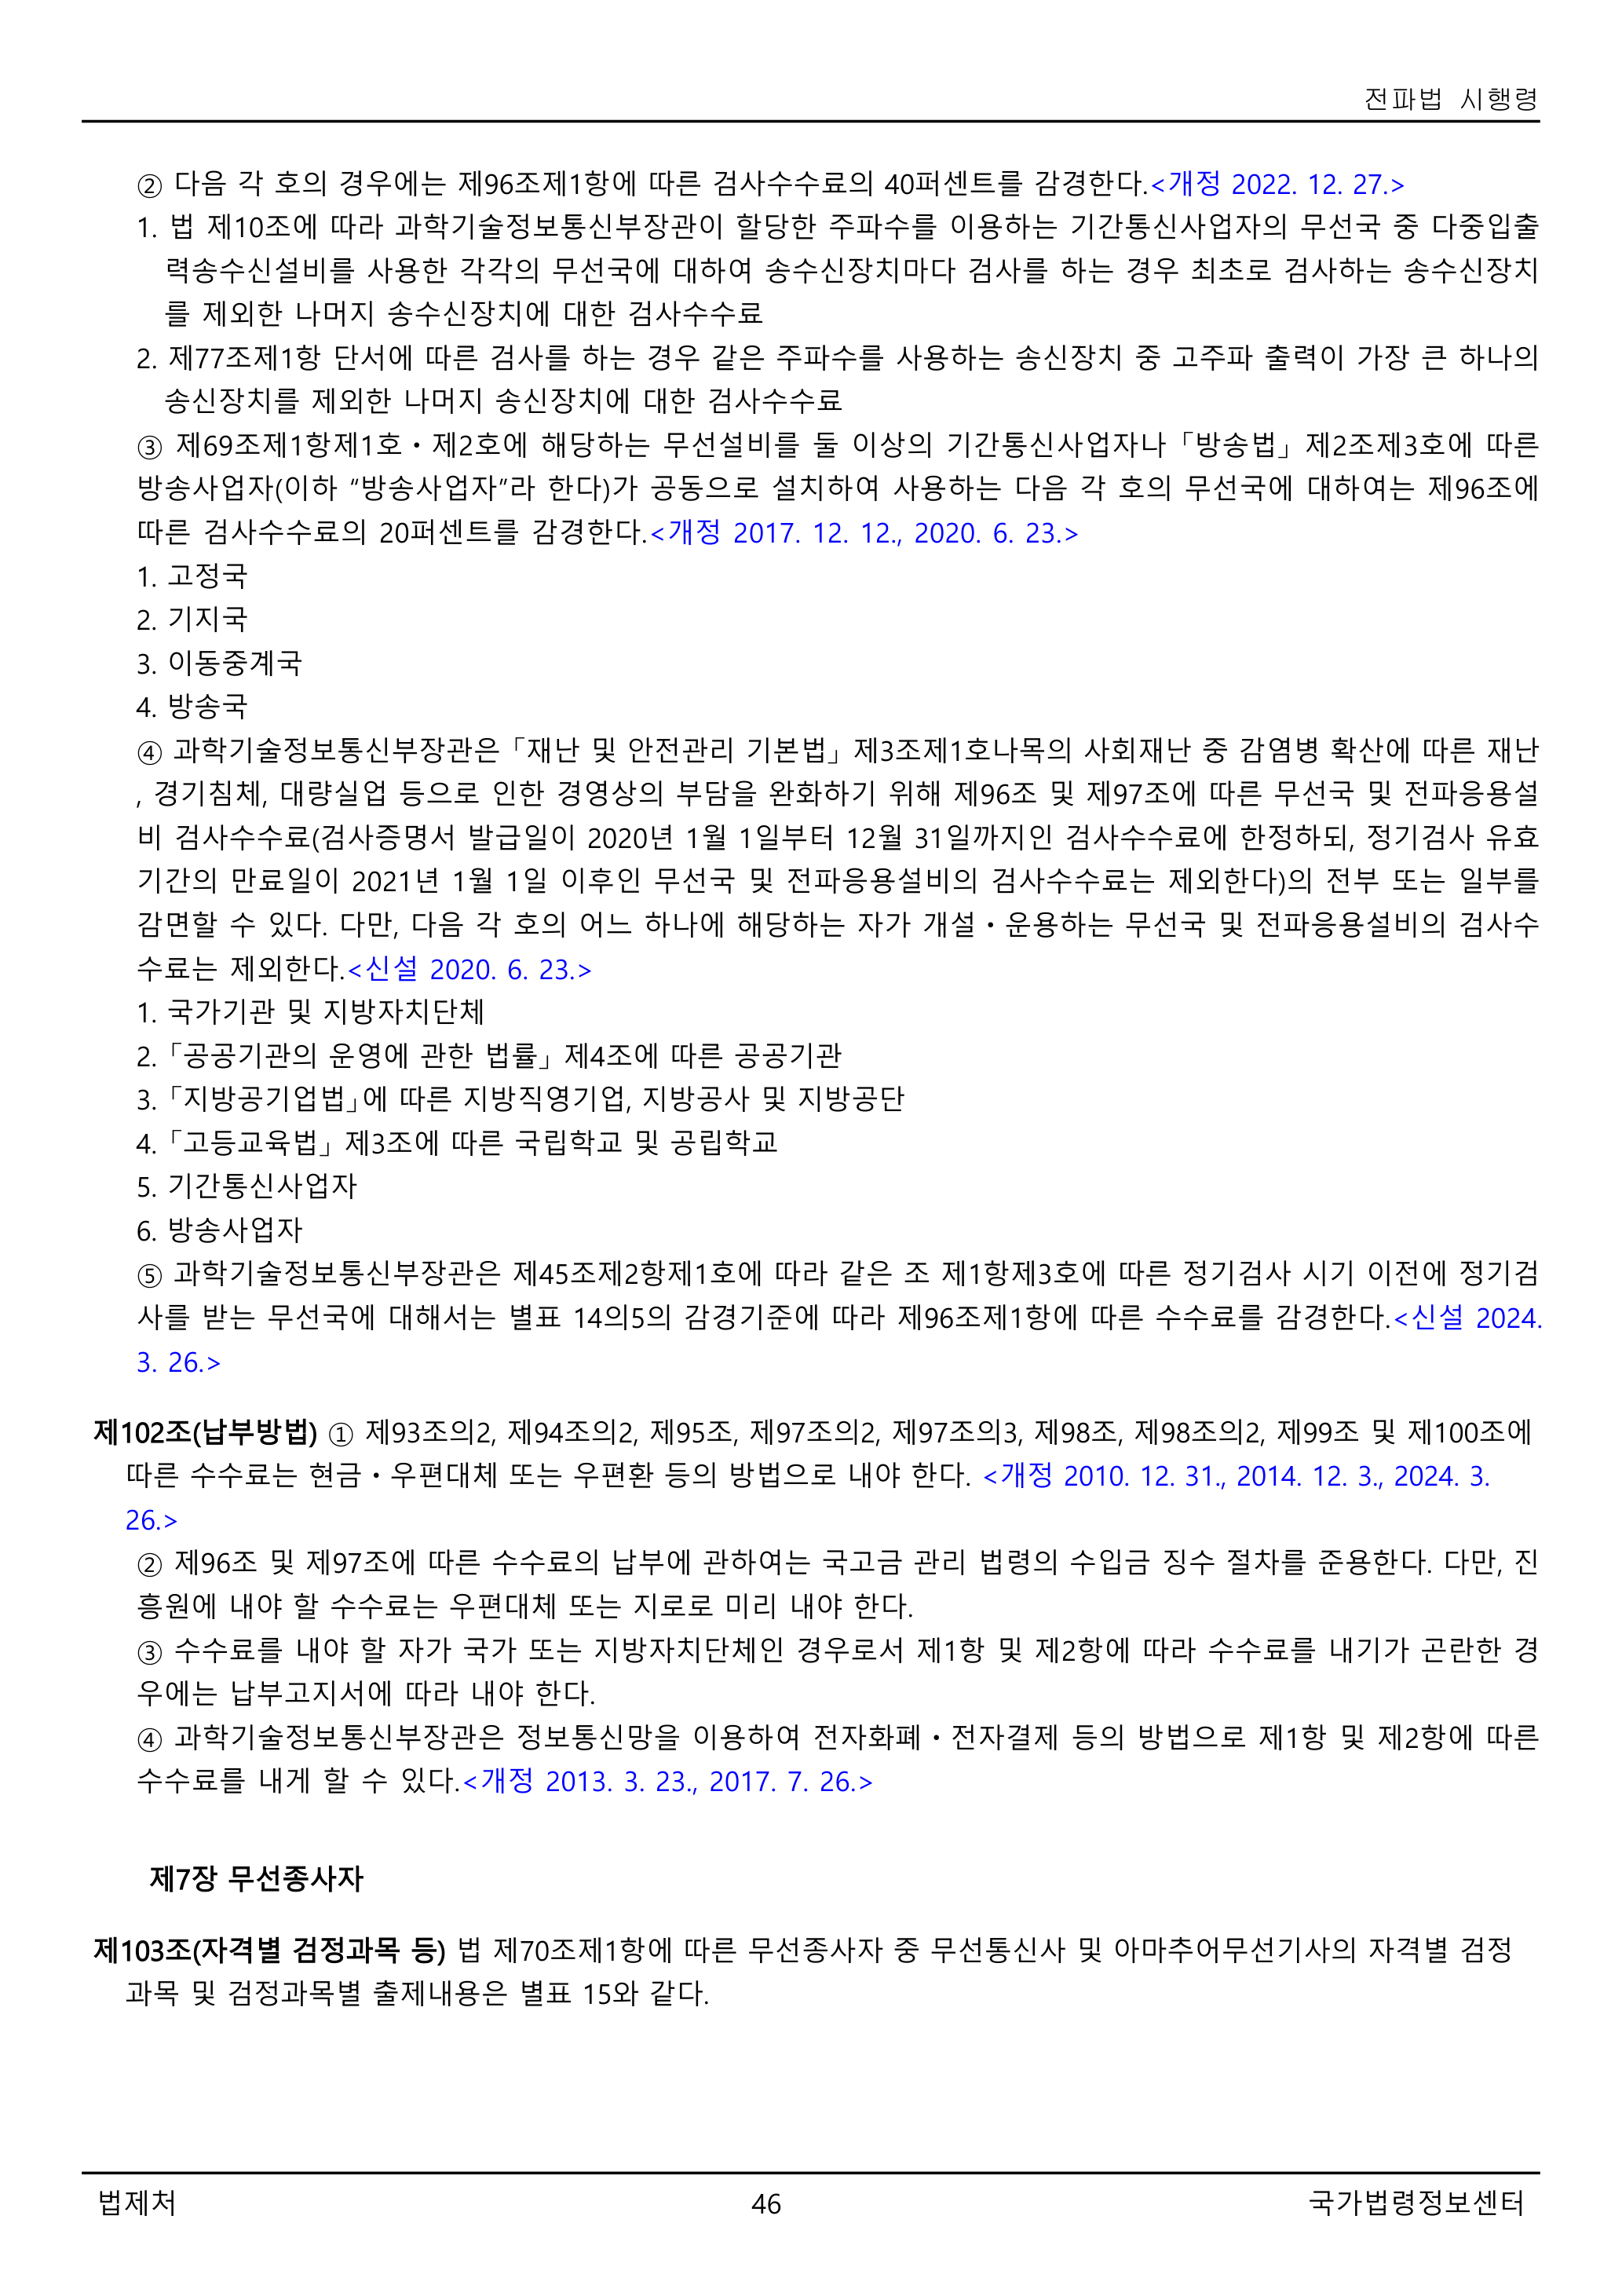 전파법 시행령
② 다음 각 호의 경우에는 제96조제1항에 따른 검사수수료의 40퍼센트를 감경한다.<개정 2022. 12. 27.>
1. 법 제10조에 따라 과학기술정보통신부장관이 할당한 주파수를 이용하는 기간통신사업자의 무선국 중 다중입출
력송수신설비를 사용한 각각의 무선국에 대하여 송수신장치마다 검사를 하는 경우 최초로 검사하는 송수신장치
를 제외한 나머지 송수신장치에 대한 검사수수료
2. 제77조제1항 단서에 따른 검사를 하는 경우 같은 주파수를 사용하는 송신장치 중 고주파 출력이 가장 큰 하나의
송신장치를 제외한 나머지 송신장치에 대한 검사수수료
③ 제69조제1항제1호ㆍ제2호에 해당하는 무선설비를 둘 이상의 기간통신사업자나「방송법」제2조제3호에 따른
방송사업자(이하 “방송사업자”라 한다)가 공동으로 설치하여 사용하는 다음 각 호의 무선국에 대하여는 제96조에
따른 검사수수료의 20퍼센트를 감경한다.<개정 2017. 12. 12., 2020. 6. 23.>
1. 고정국
2. 기지국
3. 이동중계국
4. 방송국
④ 과학기술정보통신부장관은「재난 및 안전관리 기본법」제3조제1호나목의 사회재난 중 감염병 확산에 따른 재난
, 경기침체, 대량실업 등으로 인한 경영상의 부담을 완화하기 위해 제96조 및 제97조에 따른 무선국 및 전파응용설
비 검사수수료(검사증명서 발급일이 2020년 1월 1일부터 12월 31일까지인 검사수수료에 한정하되, 정기검사 유효
기간의 만료일이 2021년 1월 1일 이후인 무선국 및 전파응용설비의 검사수수료는 제외한다)의 전부 또는 일부를
감면할 수 있다. 다만, 다음 각 호의 어느 하나에 해당하는 자가 개설ㆍ운용하는 무선국 및 전파응용설비의 검사수
수료는 제외한다.<신설 2020. 6. 23.>
1. 국가기관 및 지방자치단체
2.「공공기관의 운영에 관한 법률」제4조에 따른 공공기관
3.「지방공기업법」에 따른 지방직영기업, 지방공사 및 지방공단
4.「고등교육법」제3조에 따른 국립학교 및 공립학교
5. 기간통신사업자
6. 방송사업자
⑤ 과학기술정보통신부장관은 제45조제2항제1호에 따라 같은 조 제1항제3호에 따른 정기검사 시기 이전에 정기검
사를 받는 무선국에 대해서는 별표 14의5의 감경기준에 따라 제96조제1항에 따른 수수료를 감경한다.<신설 2024.
3. 26.>
제102조(납부방법) ① 제93조의2, 제94조의2, 제95조, 제97조의2, 제97조의3, 제98조, 제98조의2, 제99조 및 제100조에
따른 수수료는 현금ㆍ우편대체 또는 우편환 등의 방법으로 내야 한다. <개정 2010. 12. 31., 2014. 12. 3., 2024. 3.
26.>
② 제96조 및 제97조에 따른 수수료의 납부에 관하여는 국고금 관리 법령의 수입금 징수 절차를 준용한다. 다만, 진
흥원에 내야 할 수수료는 우편대체 또는 지로로 미리 내야 한다.
③ 수수료를 내야 할 자가 국가 또는 지방자치단체인 경우로서 제1항 및 제2항에 따라 수수료를 내기가 곤란한 경
우에는 납부고지서에 따라 내야 한다.
④ 과학기술정보통신부장관은 정보통신망을 이용하여 전자화폐ㆍ전자결제 등의 방법으로 제1항 및 제2항에 따른
수수료를 내게 할 수 있다.<개정 2013. 3. 23., 2017. 7. 26.>
제7장 무선종사자
제103조(자격별 검정과목 등) 법 제70조제1항에 따른 무선종사자 중 무선통신사 및 아마추어무선기사의 자격별 검정
과목 및 검정과목별 출제내용은 별표 15와 같다.
법제처 46 국가법령정보센터